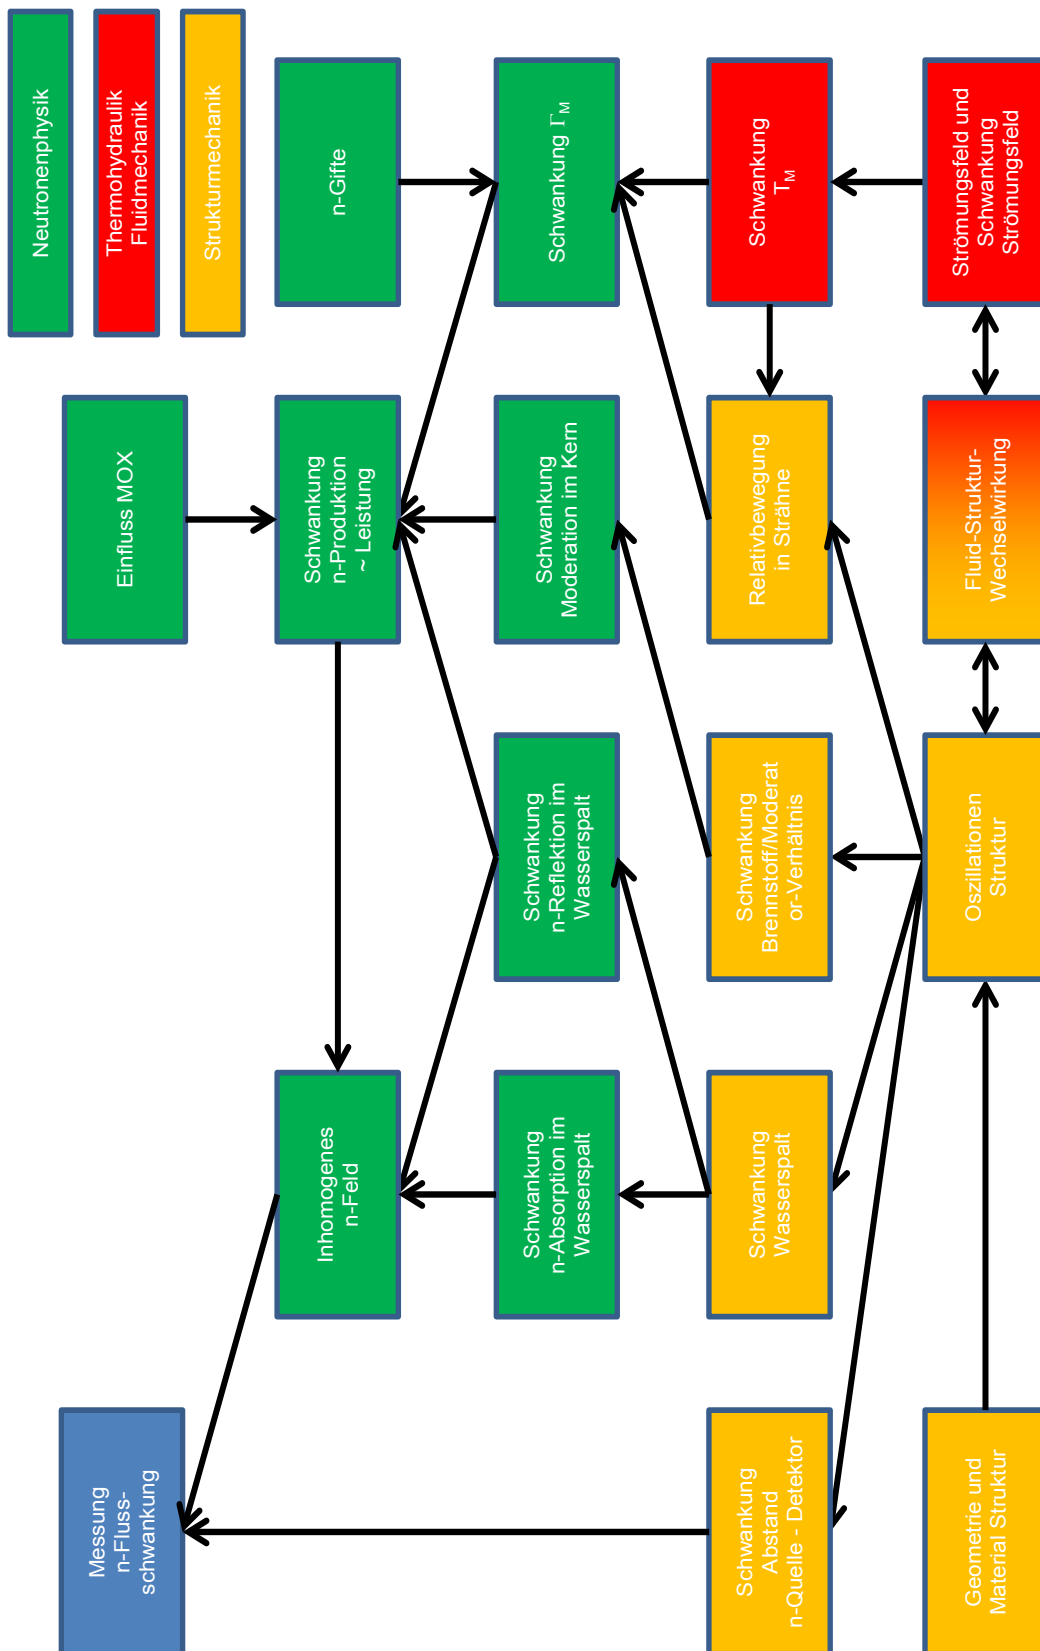 Neutronenphysik
Thermohydraulik
Fluidmechanik
Strukturmechanik
Messung
n-Fluss-
schwankung
Einfluss MOX
Inhomogenes
n-Feld
Schwankung
n-Produktion
~ Leistung
n-Gifte
Schwankung
n-Absorption im
Wasserspalt
Schwankung
n-Reflektion im
Wasserspalt
Schwankung
Moderation im Kern
Schwankung ΓM
Schwankung
Abstand
n-Quelle - Detektor
Schwankung
Wasserspalt
Schwankung
Brennstoff/Moderat
or-Verhältnis
Relativbewegung
in Strähne
Schwankung
TM
Geometrie und
Material Struktur
Oszillationen
Struktur
Fluid-Struktur-
Wechselwirkung
Strömungsfeld und
Schwankung
Strömungsfeld